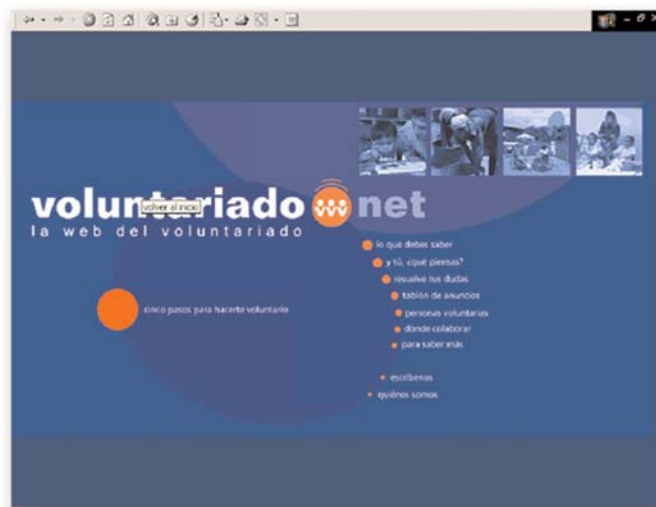 voluntariado net
volver al inicio
la web del voluntariado
lo que debes saber
y tú, ¿qué piensas?
resuelve tus dudas
tablón de anuncios
personas voluntarias
dónde colaborar
para saber más
cinco pasos para hacerte voluntario
escríbenos
quiénes somos